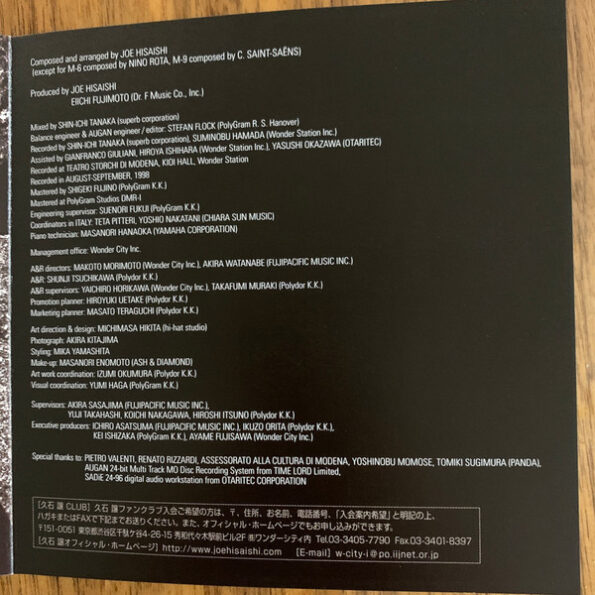 Composed and arranged by JOE HISAISHI
(except for M-6 composed by NINO ROTA, M-9 composed by C. SAINT-SAËNS)
Produced by JOE HISAISHI
EIICHI FUJIMOTO (Dr. F Music Co., Inc.)
Mixed by SHIN-ICHI TANAKA (superb corporation)
Balance engineer & AUGAN engineer / editor: STEFAN FLOCK (PolyGram R. S. Hanover)
Recorded by SHIN-ICHI TANAKA (superb corporation), SUMINOBU HAMADA (Wonder Station Inc.)
Assisted by GIANFRANCO GIULIANI, HIROYA ISHIHARA (Wonder Station Inc.), YASUSHI OKAZAWA (OTARITEC)
Recorded at TEATRO STORCHI DI MODENA, KIOI HALL, Wonder Station
Recorded in AUGUST-SEPTEMBER, 1998
Mastered by SHIGEKI FUJINO (PolyGram K.K.)
Mastered at PolyGram Studios DMR-I
Engineering supervisor: SUENORI FUKUI (PolyGram K.K.)
Coordinators in ITALY: TETA PITTERI, YOSHIO NAKATANI (CHIARA SUN MUSIC)
Piano technician: MASANORI HANAOKA (YAMAHA CORPORATION)
Management office: Wonder City Inc.
A&R directors: MAKOTO MORIMOTO (Wonder City Inc.), AKIRA WATANABE (FUJIPACIFIC MUSIC INC.)
A&R: SHUNJI TSUCHIKAWA (Polydor K.K.)
A&R supervisors: YAICHIRO HORIKAWA (Wonder City Inc.), TAKAFUMI MURAKI (Polydor K.K.)
Promotion planner: HIROYUKI UETAKE (Polydor K.K.)
Marketing planner: MASATO TERAGUCHI (Polydor K.K.)
Art direction & design: MICHIMASA HIKITA (hi-hat studio)
Photograph: AKIRA KITAJIMA
Styling: MIKA YAMASHITA
Make-up: MASANORI ENOMOTO (ASH & DIAMOND)
Art work coordination: IZUMI OKUMURA (Polydor K.K.)
Visual coordination: YUMI HAGA (PolyGram K.K.)
Supervisors: AKIRA SASAJIMA (FUJIPACIFIC MUSIC INC.),
YUJI TAKAHASHI, KOICHI NAKAGAWA, HIROSHI ITSUNO (Polydor K.K.)
Executive producers: ICHIRO ASATSUMA (FUJIPACIFIC MUSIC INC.), IKUZO ORITA (Polydor K.K.),
KEI ISHIZAKA (PolyGram K.K.), AYAME FUJISAWA (Wonder City Inc.)
Special thanks to: PIETRO VALENTI, RENATO RIZZARDI, ASSESSORATO ALLA CULTURA DI MODENA, YOSHINOBU MOMOSE, TOMIKI SUGIMURA (PANDA),
AUGAN 24-bit Multi Track MO Disc Recording System from TIME LORD Limited,
SADiE 24-96 digital audio workstation from OTARITEC CORPORATION
[久石 譲 CLUB] 久石 譲ファンクラブ入会ご希望の方は、〒、住所、お名前、電話番号、「入会案内希望」と明記の上、
ハガキまたはFAXで下記までお送りください。また、オフィシャル・ホームページでもお申し込みができます。
〒151-0051 東京都渋谷区千駄ケ谷4-26-15 秀和代々木駅前ビル2F ㈱ワンダーシティ内 Tel.03-3405-7790 Fax.03-3401-8397
[久石 譲オフィシャル・ホームページ] http://www.joehisaishi.com [E-mail] w-city-i@po.iijnet.or.jp